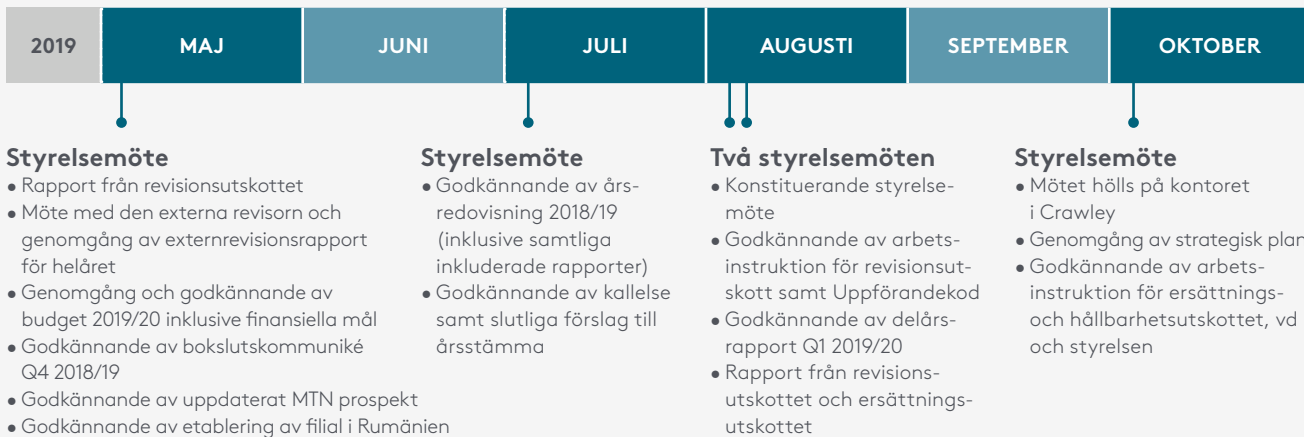 2019 MAJ JUNI JULI AUGUSTI SEPTEMBER OKTOBER
Styrelsemöte
• Rapport från revisionsutskottet
• Möte med den externa revisorn och
genomgång av externrevisionsrapport
för helåret
• Genomgång och godkännande av
budget 2019/20 inklusive finansiella mål
• Godkännande av bokslutskommuniké
Q4 2018/19
• Godkännande av uppdaterat MTN prospekt
• Godkännande av etablering av filial i Rumänien
Styrelsemöte
• Godkännande av års-
redovisning 2018/19
(inklusive samtliga
inkluderade rapporter)
• Godkännande av kallelse
samt slutliga förslag till
årsstämma
Två styrelsemöten
• Konstituerande styrelse-
möte
• Godkännande av arbets-
instruktion för revisionsut-
skott samt Uppförandekod
• Godkännande av delårs-
rapport Q1 2019/20
• Rapport från revisions-
utskottet och ersättnings-
utskottet
Styrelsemöte
• Mötet hölls på kontoret
i Crawley
• Genomgång av strategisk plan
• Godkännande av arbets-
instruktion för ersättnings-
och hållbarhetsutskottet, vd
och styrelsen